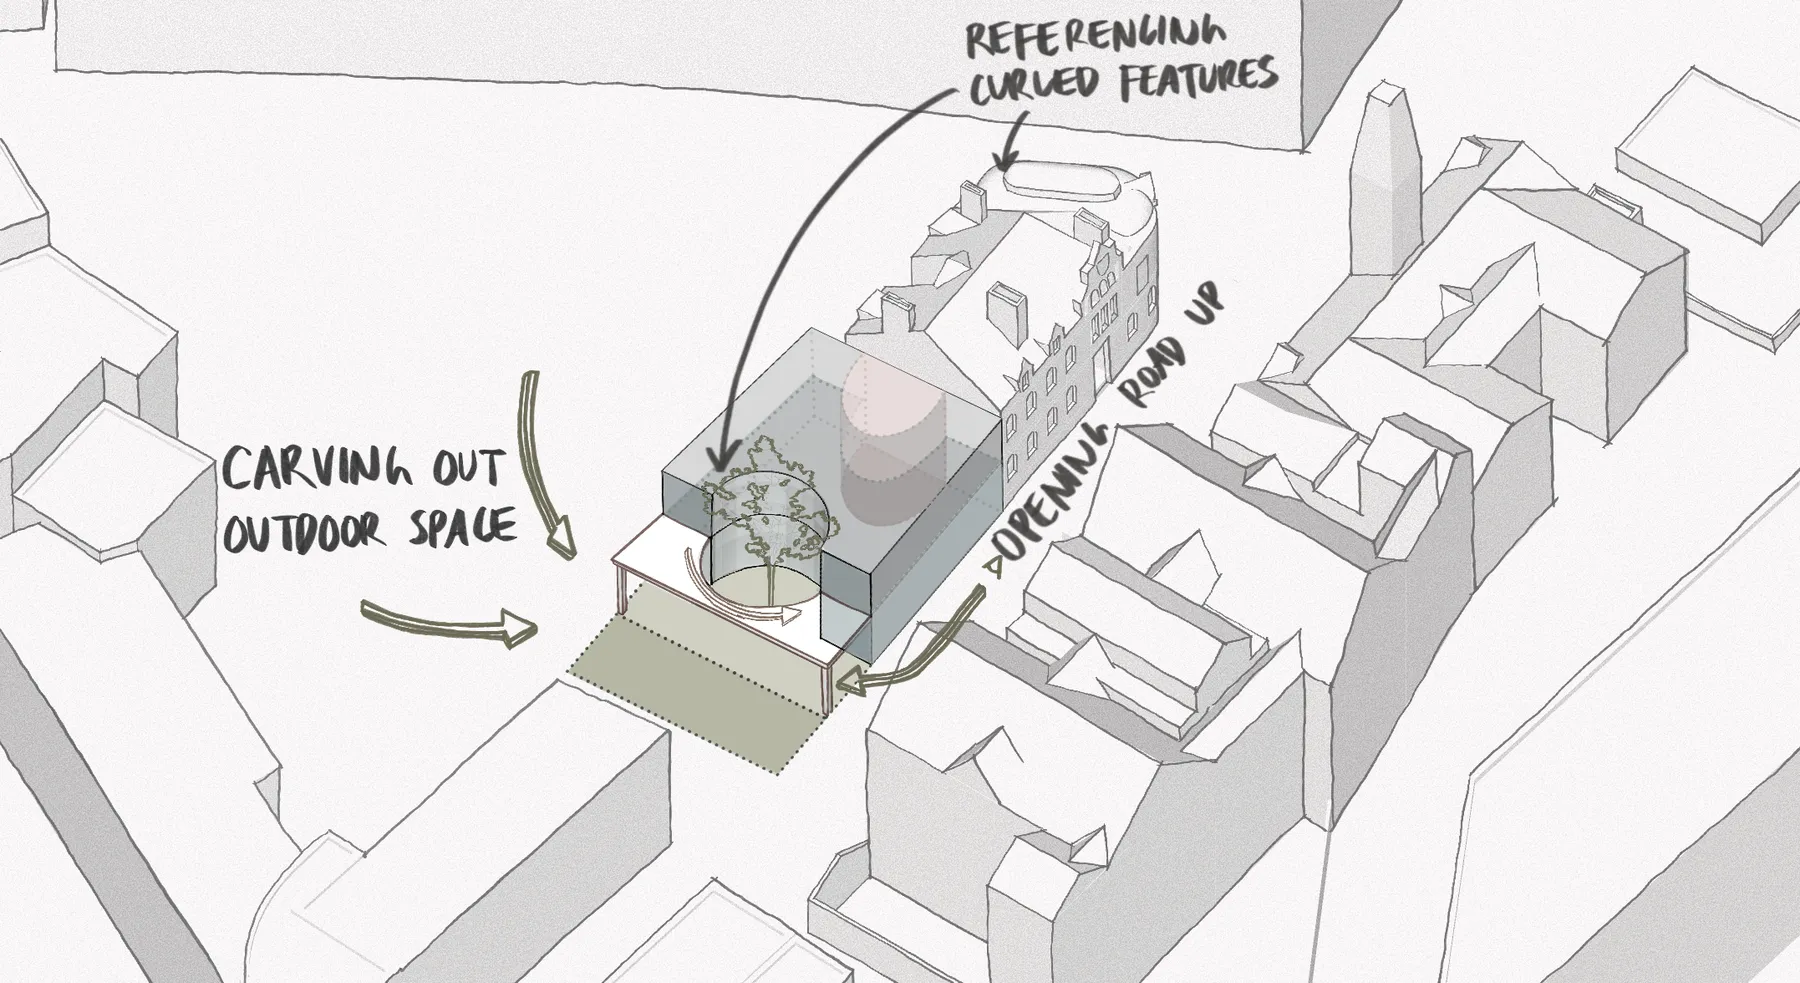 REFERENCING
CURVED FEATURES
CARVING OUT
OUTDOOR SPACE
OPENING ROAD UP